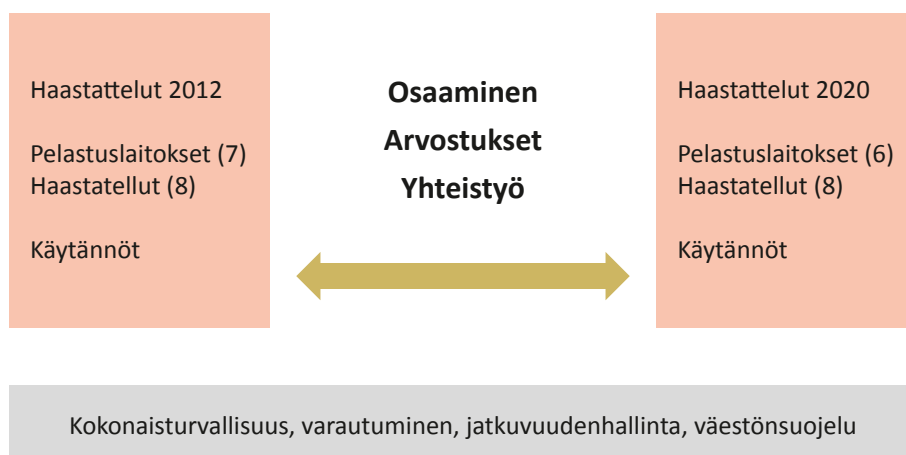 Haastattelut 2012
Pelastuslaitokset (7)
Haastatellut (8)
Käytännöt
Osaaminen
Arvostukset
Yhteistyö
Haastattelut 2020
Pelastuslaitokset (6)
Haastatellut (8)
Käytännöt
Kokonaisturvallisuus, varautuminen, jatkuvuudenhallinta, väestönsuojelu